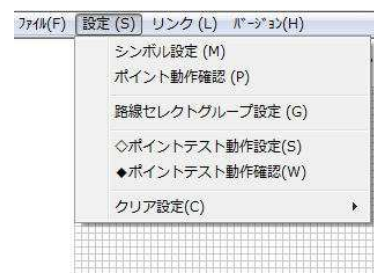 ﾌｧｲﾙ(F) 設定 (S) リンク (L) ﾊﾞｰｼﾞｮﾝ(H)
シンボル設定 (M)
ポイント動作確認 (P)
路線セレクトグループ設定 (G)
◇ポイントテスト動作設定(S)
◆ポイントテスト動作確認(W)
クリア設定(C)